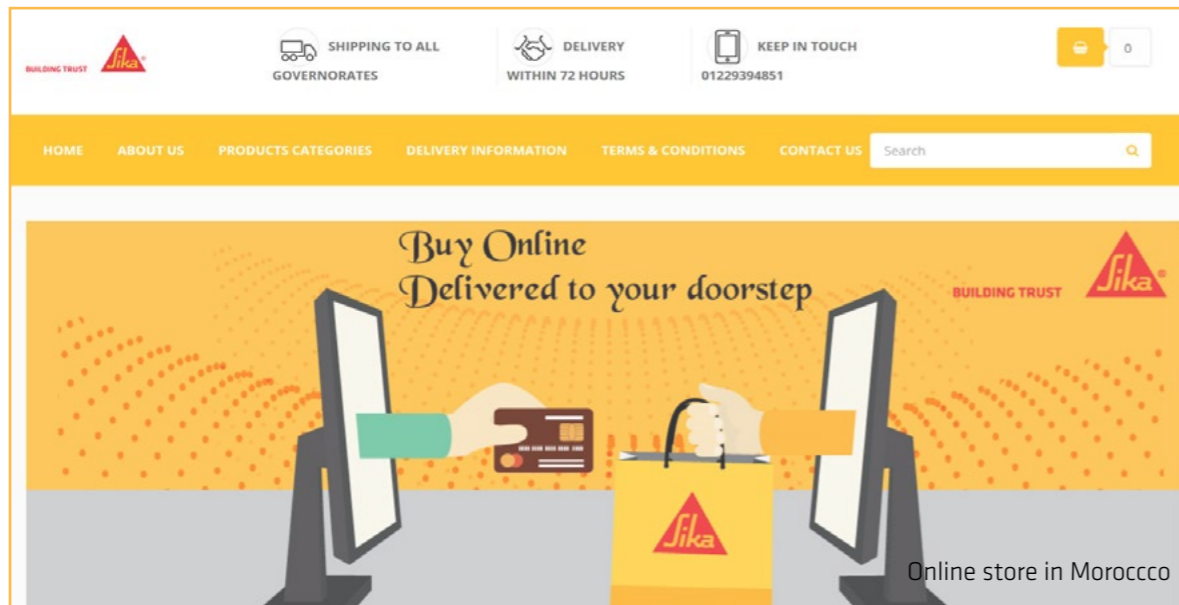 BUILDING TRUST
Sika®
SHIPPING TO ALL
GOVERNORATES
DELIVERY
WITHIN 72 HOURS
KEEP IN TOUCH
01229394851
0
HOME ABOUT US PRODUCTS CATEGORIES DELIVERY INFORMATION TERMS & CONDITIONS CONTACT US Search
Buy Online
Delivered to your doorstep
BUILDING TRUST
Sika®
Sika
Online store in Moroccco